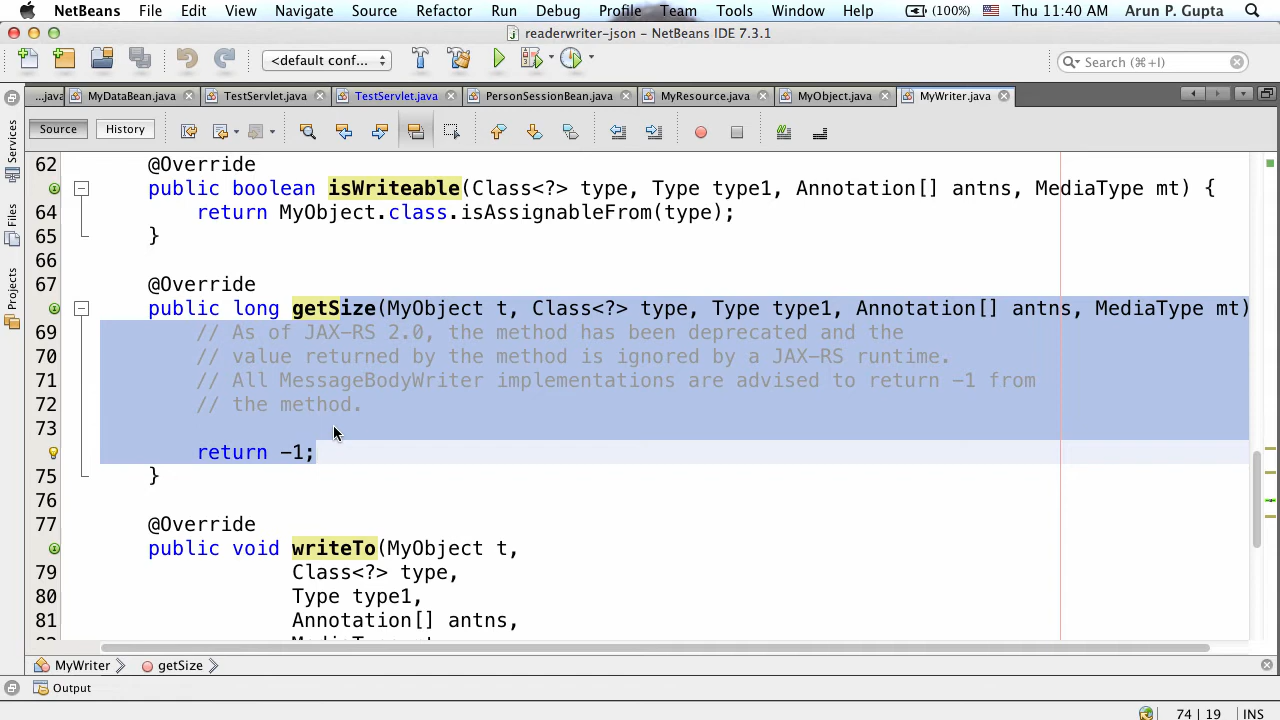 NetBeans File Edit View Navigate Source Refactor Run Debug Profile Team Tools Window Help (100%) Thu 11:40 AM Arun P. Gupta
readerwriter-json – NetBeans IDE 7.3.1
<default conf... Search (⌘+I)
...java MyDataBean.java TestServlet.java TestServlet.java PersonSessionBean.java MyResource.java MyObject.java MyWriter.java
Source History
Services
Files
Projects
62 @Override
public boolean isWriteable(Class<?> type, Type type1, Annotation[] antns, MediaType mt) {
64 return MyObject.class.isAssignableFrom(type);
65 }
66
67 @Override
public long getSize(MyObject t, Class<?> type, Type type1, Annotation[] antns, MediaType mt)
69 // As of JAX-RS 2.0, the method has been deprecated and the
70 // value returned by the method is ignored by a JAX-RS runtime.
71 // All MessageBodyWriter implementations are advised to return -1 from
72 // the method.
73
return -1;
75 }
76
77 @Override
public void writeTo(MyObject t,
79 Class<?> type,
80 Type type1,
81 Annotation[] antns,
MyWriter getSize
Output
74 | 19 INS